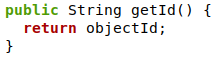 public String getId() {
  return objectId;
}